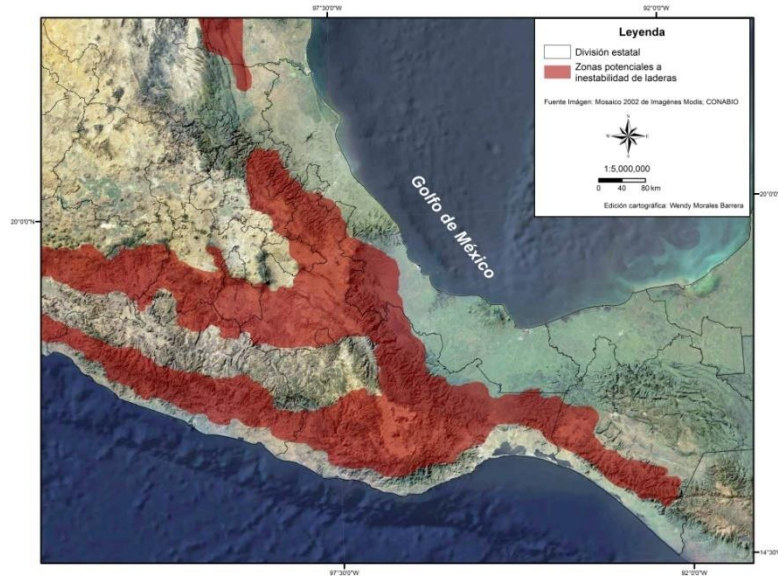 97°30'0"W
92°0'0"W
Leyenda
División estatal
Zonas potenciales a
inestabilidad de laderas
Fuente Imágen: Mosaico 2002 de Imagénes Modis; CONABIO
N
W
E
S
1:5,000,000
0 40 80 km
Edición cartográfica: Wendy Morales Barrera
20°0'0"N
Golfo de México
14°30'
97°30'0"W
92°0'0"W